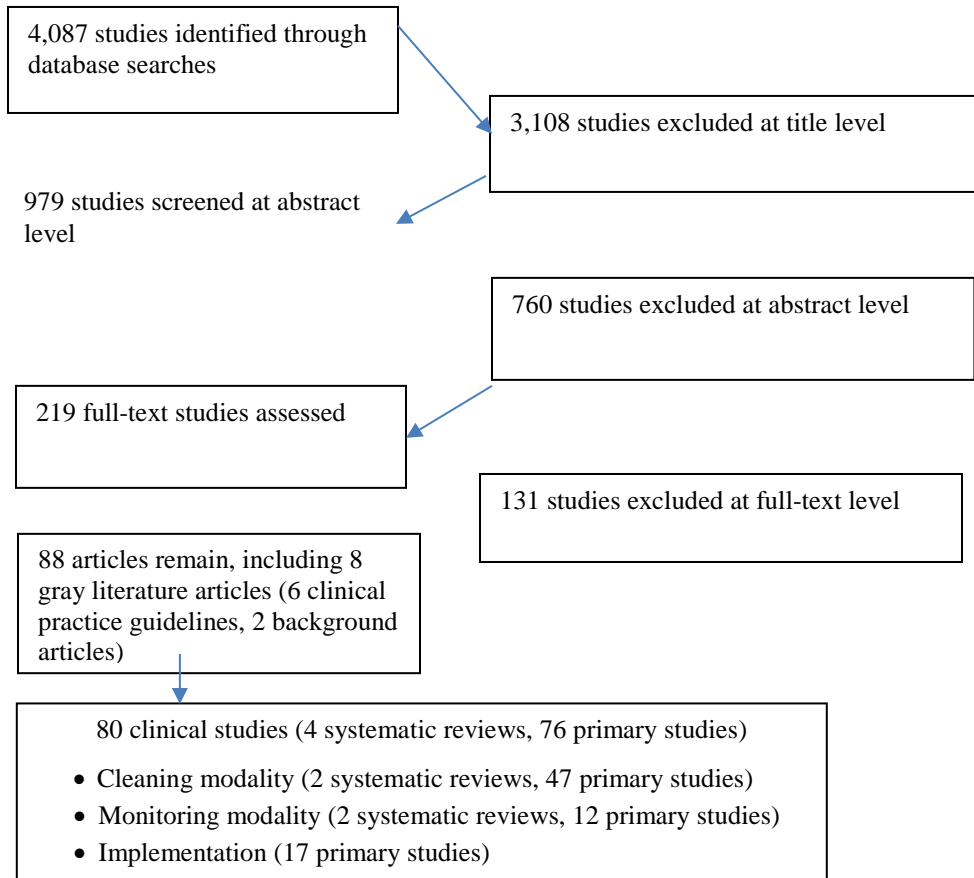 4,087 studies identified through
database searches
3,108 studies excluded at title level
979 studies screened at abstract
level
760 studies excluded at abstract level
219 full-text studies assessed
131 studies excluded at full-text level
88 articles remain, including 8
gray literature articles (6 clinical
practice guidelines, 2 background
articles)
80 clinical studies (4 systematic reviews, 76 primary studies)
• Cleaning modality (2 systematic reviews, 47 primary studies)
• Monitoring modality (2 systematic reviews, 12 primary studies)
• Implementation (17 primary studies)